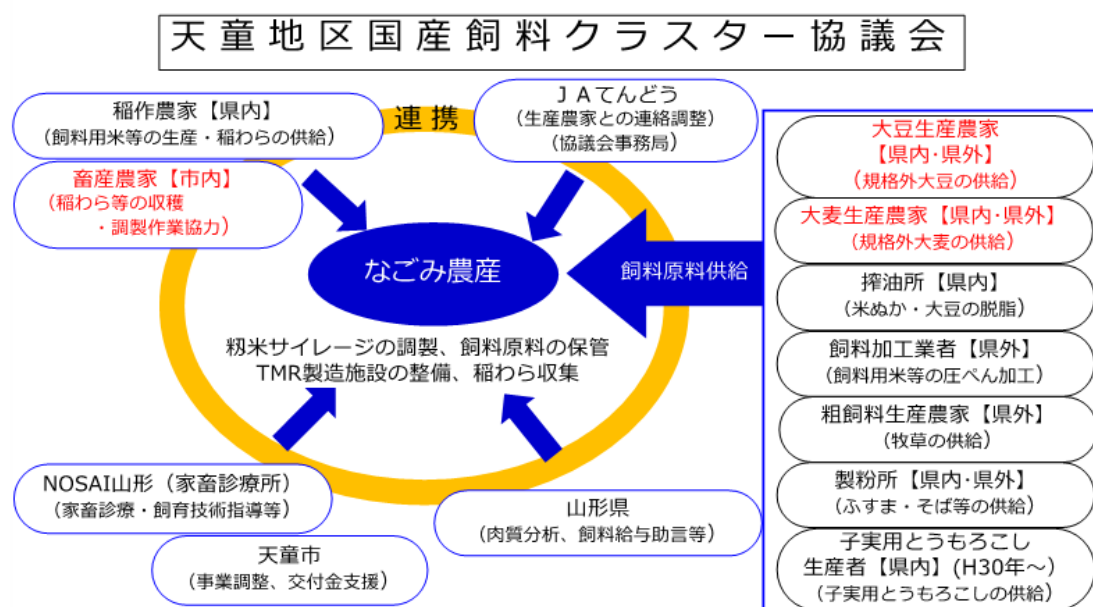 天童地区国産飼料クラスター協議会
連携
稲作農家【県内】
(飼料用米等の生産・稲わらの供給)
畜産農家【市内】
(稲わら等の収穫
・調製作業協力)
ＪＡてんどう
(生産農家との連絡調整)
(協議会事務局)
なごみ農産
飼料原料供給
籾米サイレージの調製、飼料原料の保管
TMR製造施設の整備、稲わら収集
NOSAI山形（家畜診療所）
(家畜診療・飼育技術指導等)
天童市
(事業調整、交付金支援)
山形県
(肉質分析、飼料給与助言等)
大豆生産農家
【県内･県外】
(規格外大豆の供給)
大麦生産農家【県内･県外】
(規格外大麦の供給)
搾油所【県内】
(米ぬか・大豆の脱脂)
飼料加工業者【県外】
(飼料用米等の圧ぺん加工)
粗飼料生産農家【県外】
(牧草の供給)
製粉所【県内･県外】
(ふすま・そば等の供給)
子実用とうもろこし
生産者【県内】(H30年～)
(子実用とうもろこしの供給)